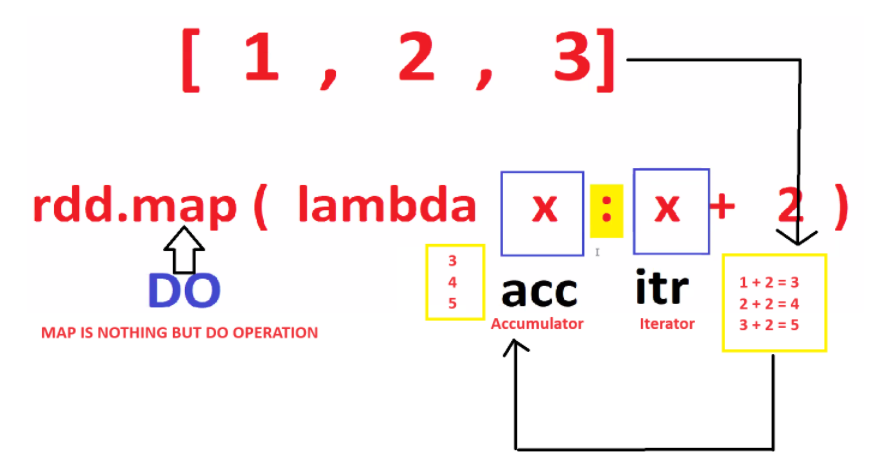 [ 1 , 2 , 3]
rdd.map ( lambda x : x + 2 )
DO
MAP IS NOTHING BUT DO OPERATION
3
4
5
acc
Accumulator
itr
Iterator
1 + 2 = 3
2 + 2 = 4
3 + 2 = 5